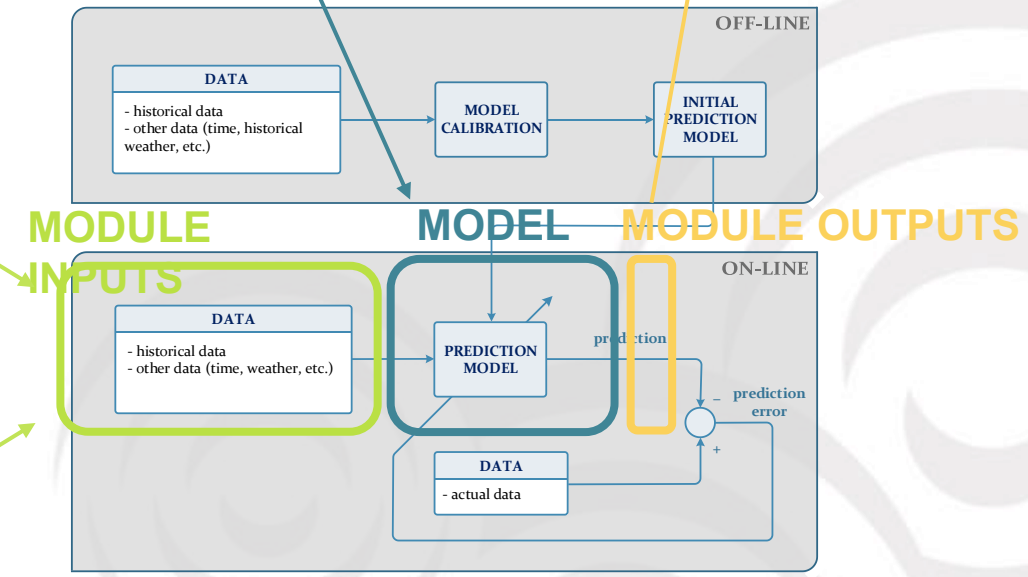 OFF-LINE
DATA
- historical data
- other data (time, historical
weather, etc.)
MODEL
CALIBRATION
INITIAL
PREDICTION
MODEL
MODULE
INPUTS
MODEL
MODULE OUTPUTS
ON-LINE
DATA
- historical data
- other data (time, weather, etc.)
PREDICTION
MODEL
prediction
−
prediction
error
+
DATA
- actual data